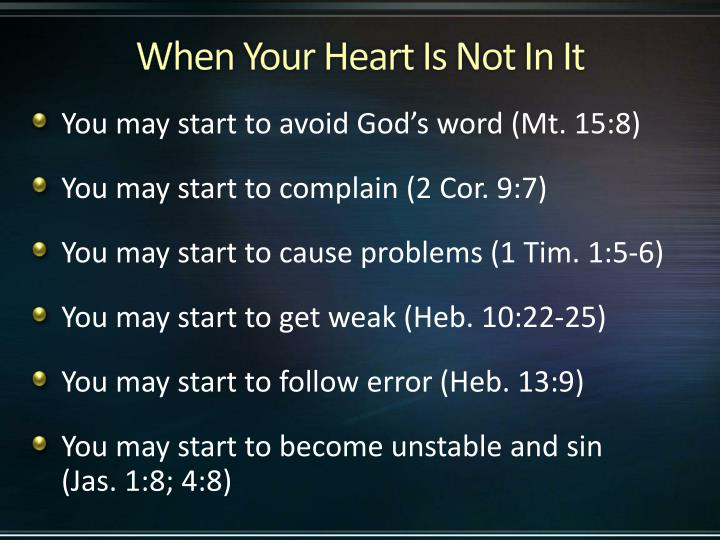 When Your Heart Is Not In It
You may start to avoid God’s word (Mt. 15:8)
You may start to complain (2 Cor. 9:7)
You may start to cause problems (1 Tim. 1:5-6)
You may start to get weak (Heb. 10:22-25)
You may start to follow error (Heb. 13:9)
You may start to become unstable and sin
(Jas. 1:8; 4:8)